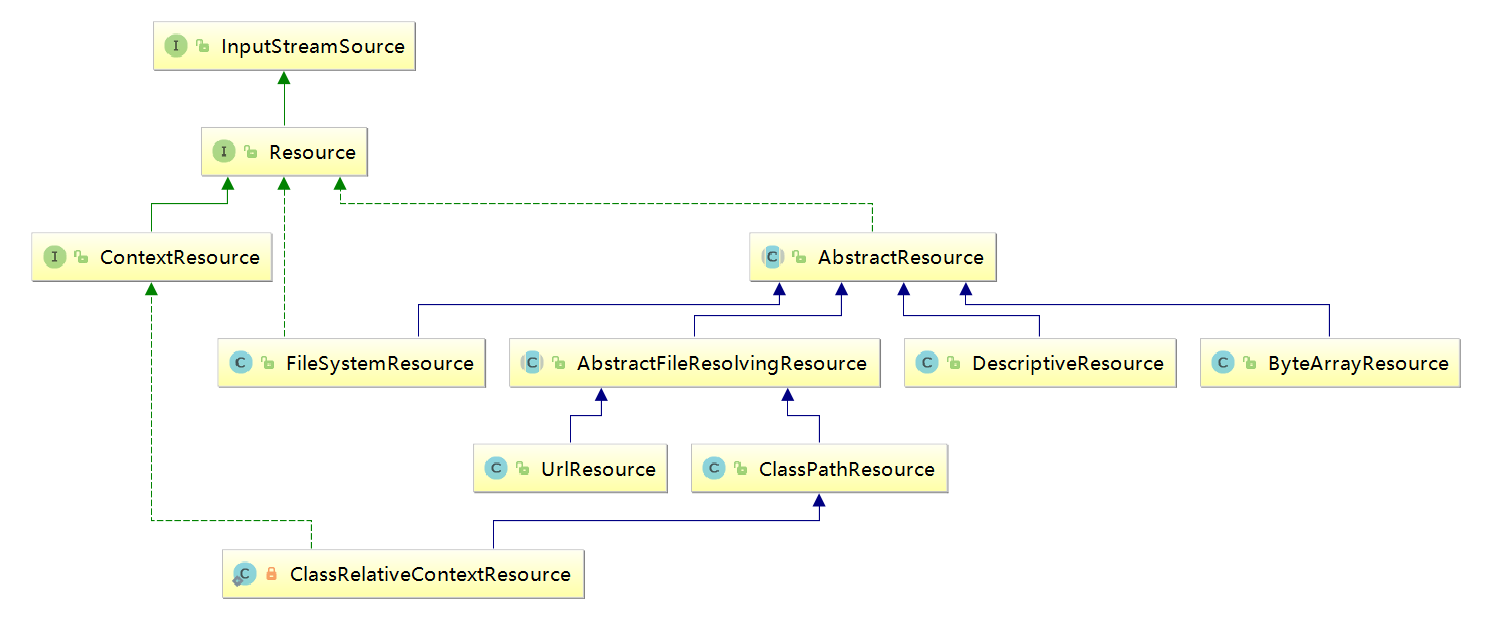 I InputStreamSource
I Resource
I ContextResource
C AbstractResource
C FileSystemResource
C AbstractFileResolvingResource
C DescriptiveResource
C ByteArrayResource
C UrlResource
C ClassPathResource
C ClassRelativeContextResource